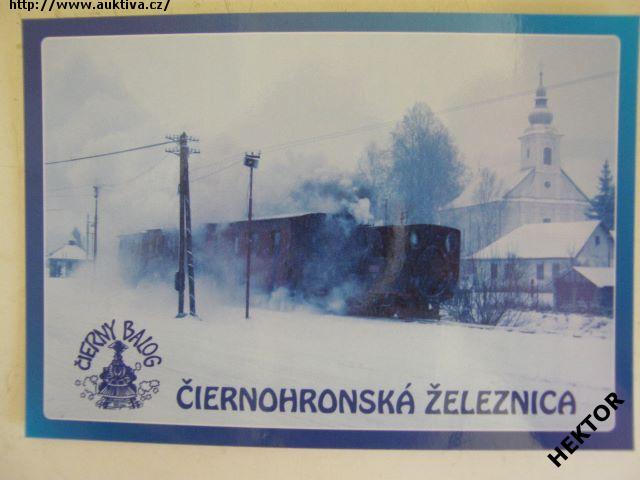 http://www.auktiva.cz/
ČIERNY BALOG
ČIERNOHRONSKÁ ŽELEZNICA
HEKTOR